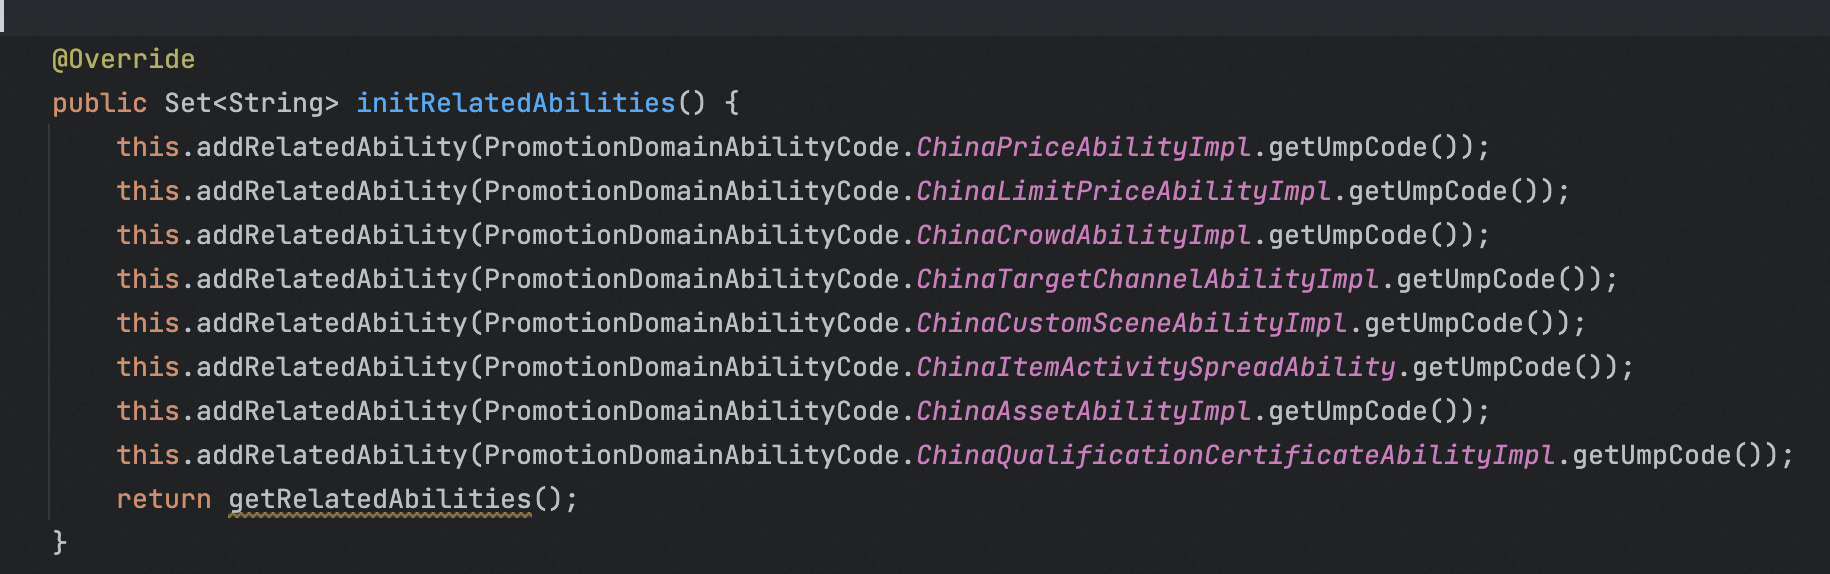 @Override
public Set<String> initRelatedAbilities() {
    this.addRelatedAbility(PromotionDomainAbilityCode.ChinaPriceAbilityImpl.getUmpCode());
    this.addRelatedAbility(PromotionDomainAbilityCode.ChinaLimitPriceAbilityImpl.getUmpCode());
    this.addRelatedAbility(PromotionDomainAbilityCode.ChinaCrowdAbilityImpl.getUmpCode());
    this.addRelatedAbility(PromotionDomainAbilityCode.ChinaTargetChannelAbilityImpl.getUmpCode());
    this.addRelatedAbility(PromotionDomainAbilityCode.ChinaCustomSceneAbilityImpl.getUmpCode());
    this.addRelatedAbility(PromotionDomainAbilityCode.ChinaItemActivitySpreadAbility.getUmpCode());
    this.addRelatedAbility(PromotionDomainAbilityCode.ChinaAssetAbilityImpl.getUmpCode());
    this.addRelatedAbility(PromotionDomainAbilityCode.ChinaQualificationCertificateAbilityImpl.getUmpCode());
    return getRelatedAbilities();
}